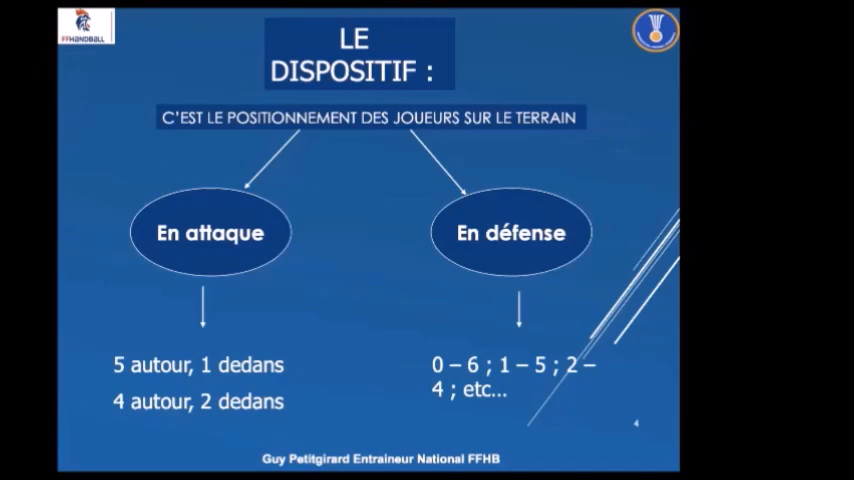 FFHANDBALL
LE
DISPOSITIF :
C'EST LE POSITIONNEMENT DES JOUEURS SUR LE TERRAIN
En attaque
En défense
5 autour, 1 dedans
4 autour, 2 dedans
0 – 6 ; 1 – 5 ; 2 –
4 ; etc...
4
Guy Petitgirard Entraineur National FFHB